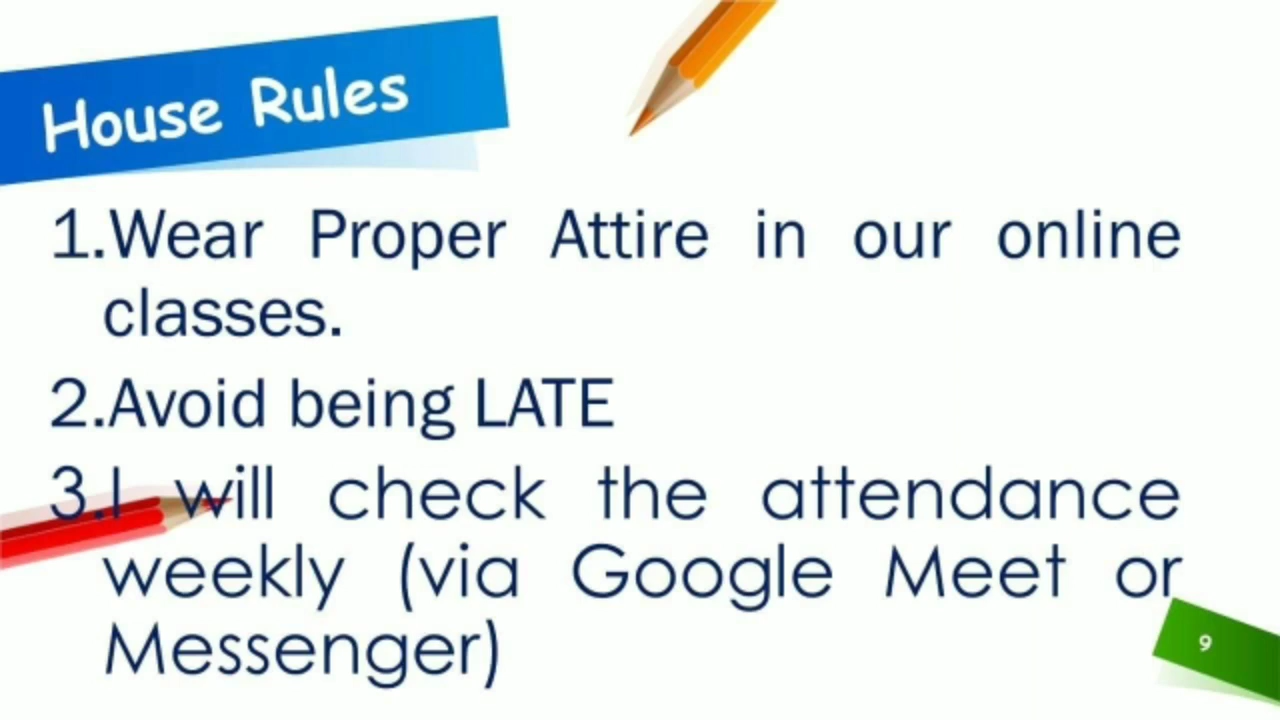 House Rules
1.Wear Proper Attire in our online
classes.
2.Avoid being LATE
3.I will check the attendance
weekly (via Google Meet or
Messenger)
9